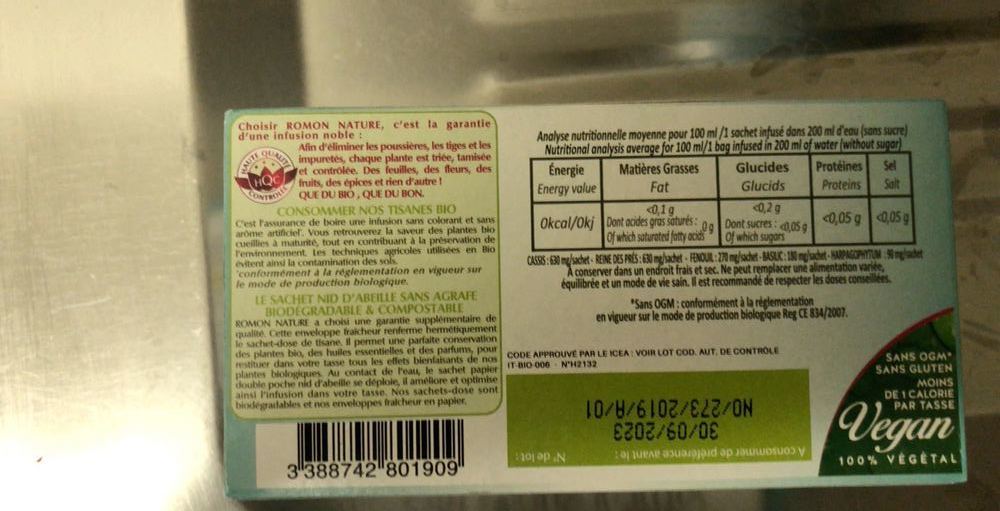 Choisir ROMON NATURE, c'est la garantie
d'une infusion noble :
HAUTE QUALITÉ
HQC
CONTROLÉE
Afin d'éliminer les poussières, les tiges et les
impuretés, chaque plante est triée, tamisée
et contrôlée. Des feuilles, des fleurs, des
fruits, des épices et rien d'autre !
QUE DU BIO, QUE DU BON.
CONSOMMER NOS TISANES BIO
C'est l'assurance de boire une infusion sans colorant et sans
arôme artificiel*. Vous retrouverez la saveur des plantes bio
cueillies à maturité, tout en contribuant à la préservation de
l'environnement. Les techniques agricoles utilisées en Bio
évitent ainsi la contamination des sols.
*conformément à la réglementation en vigueur sur
le mode de production biologique.
LE SACHET NID D'ABEILLE SANS AGRAFE
BIODÉGRADABLE & COMPOSTABLE
ROMON NATURE a choisi une garantie supplémentaire de
qualité. Cette enveloppe fraîcheur renferme hermétiquement
le sachet-dose de tisane. Il permet une parfaite conservation
des plantes bio, des huiles essentielles et des parfums, pour
restituer dans votre tasse tous les effets bienfaisants de nos
plantes biologiques. Au contact de l'eau, le sachet papier
double poche nid d'abeille se déploie, il améliore et optimise
ainsi l'infusion dans votre tasse. Nos sachets-dose sont
biodégradables et nos enveloppes fraîcheur en papier.
3 388742 801909
Analyse nutritionnelle moyenne pour 100 ml /1 sachet infusé dans 200 ml d'eau (sans sucre)
Nutritional analysis average for 100 ml/1 bag infused in 200 ml of water (without sugar)
Énergie Matières Grasses Glucides Protéines Sel
Energy value Fat Glucids Proteins Salt
0kcal/0kj <0,1 g <0,2 g <0,05 g <0,05 g
Dont acides gras saturés : 0 g Dont sucres : <0,05 g
Of which saturated fatty acids Of which sugars
CASSIS : 630 mg/sachet - REINE DES PRÉS : 630 mg/sachet - FENOUIL : 270 mg/sachet - BASILIC : 180 mg/sachet - HARPAGOPHYTUM : 90 mg/sachet
A conserver dans un endroit frais et sec. Ne peut remplacer une alimentation variée,
équilibrée et un mode de vie sain. Il est recommandé de respecter les doses conseillées.
*Sans OGM : conformément à la réglementation
en vigueur sur le mode de production biologique Reg CE 834/2007.
CODE APPROUVÉ PAR LE ICEA : VOIR LOT COD. AUT. DE CONTRÔLE
IT-BIO-006 - N°H2132
A consommer de préférence avant le :
30/09/2023
N° de lot :
NO/273/2019/A/01
SANS OGM*
SANS GLUTEN
MOINS
DE 1 CALORIE
PAR TASSE
Vegan
100% VÉGÉTAL